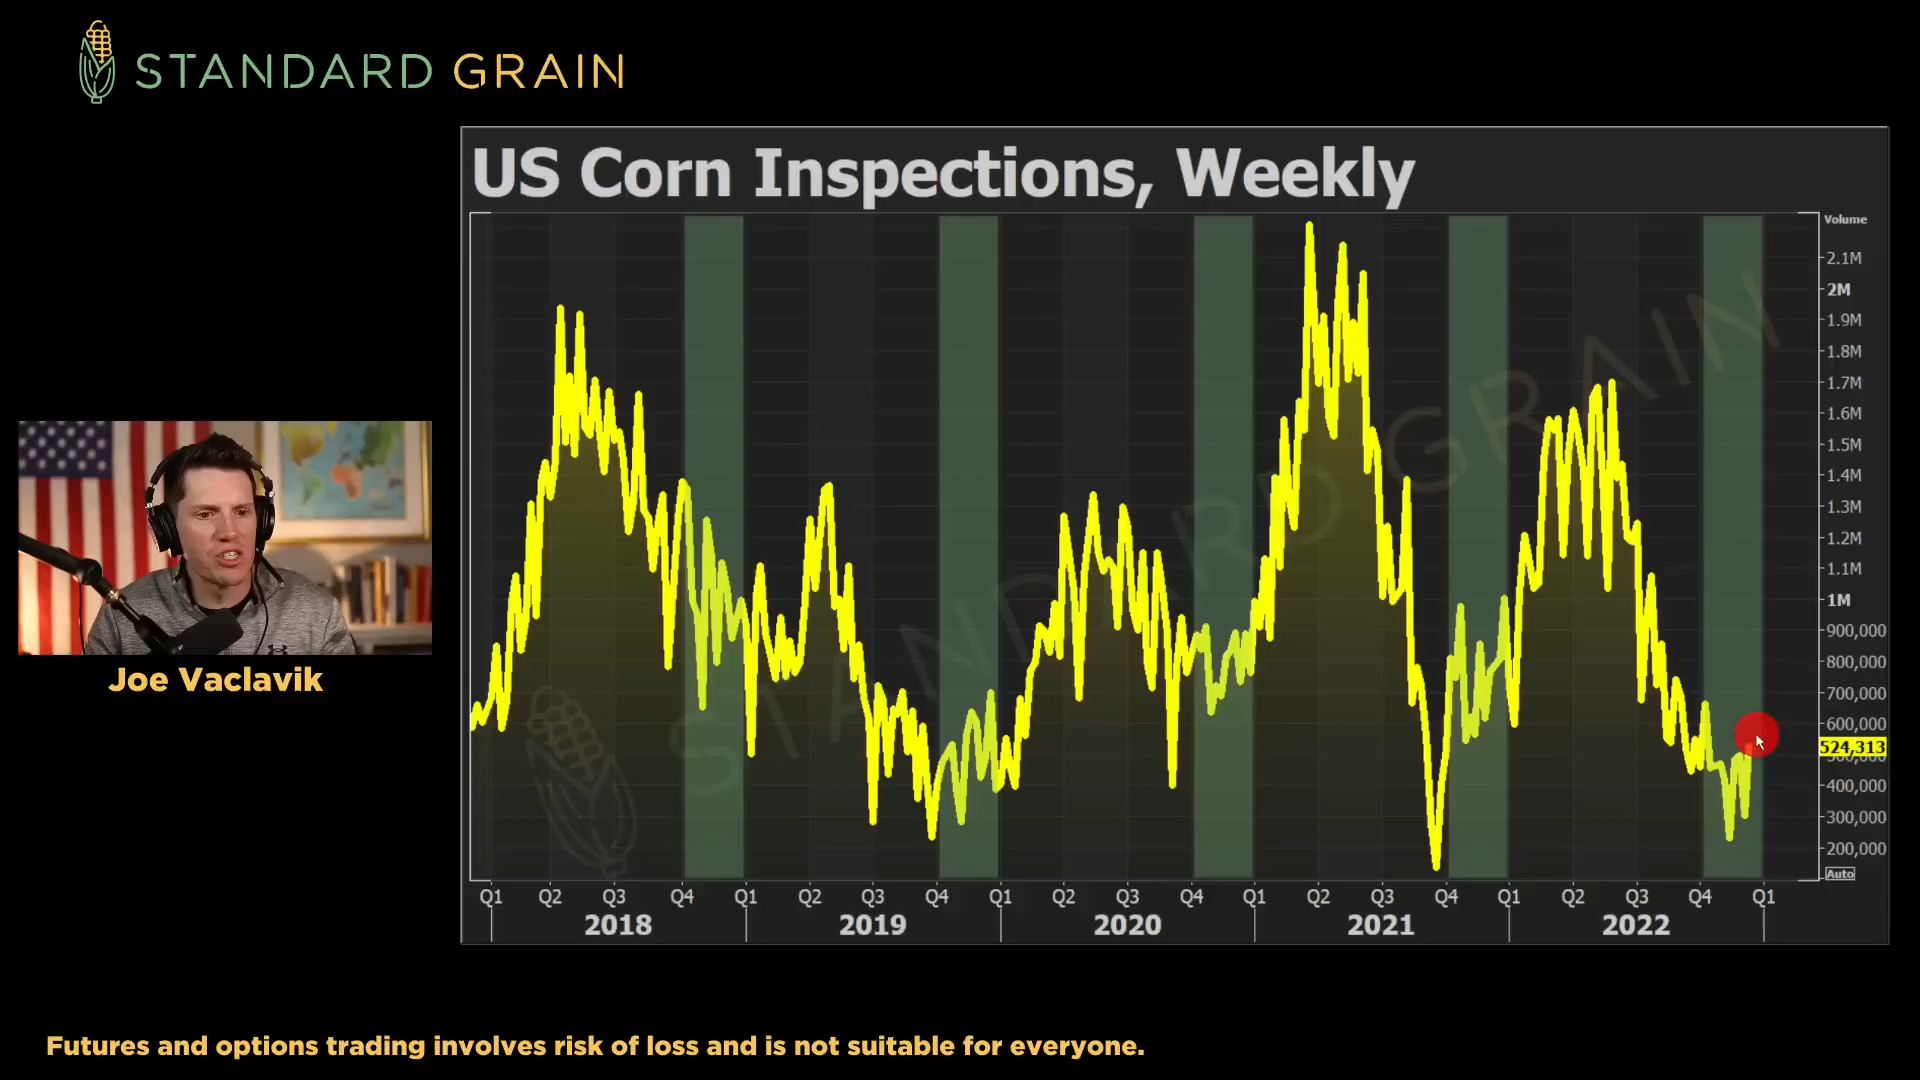 STANDARD GRAIN
US Corn Inspections, Weekly
Volume
2.1M
2M
1.9M
1.8M
1.7M
1.6M
1.5M
1.4M
1.3M
1.2M
1.1M
1M
900,000
800,000
700,000
600,000
524,313
500,000
400,000
300,000
200,000
Auto
STANDARD GRAIN
Q1 Q2 Q3 Q4 Q1 Q2 Q3 Q4 Q1 Q2 Q3 Q4 Q1 Q2 Q3 Q4 Q1 Q2 Q3 Q4 Q1
2018 2019 2020 2021 2022
Joe Vaclavik
Futures and options trading involves risk of loss and is not suitable for everyone.